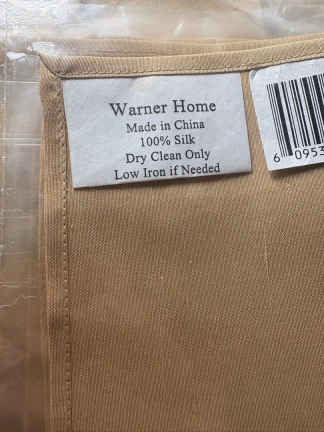 Warner Home
Made in China
100% Silk
Dry Clean Only
Low Iron if Needed
6 0953